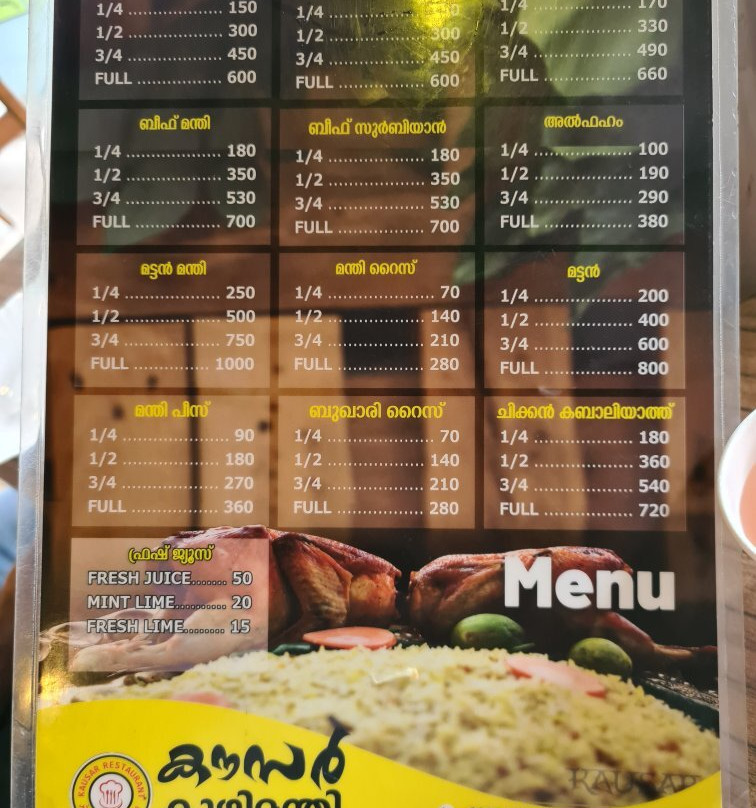 1/4 .................. 150
1/2 .................. 300
3/4 .................. 450
FULL ............... 600
1/4
1/2 .................. 300
3/4 .................. 450
FULL ............... 600
1/4 .................. 170
1/2 .................. 330
3/4 .................. 490
FULL ............... 660
ബീഫ് മന്തി
1/4 .................. 180
1/2 .................. 350
3/4 .................. 530
FULL ............... 700
ബീഫ് സുർബിയാൻ
1/4 .................. 180
1/2 .................. 350
3/4 .................. 530
FULL ............... 700
അൽഫഹം
1/4 .................. 100
1/2 .................. 190
3/4 .................. 290
FULL ............... 380
മട്ടൻ മന്തി
1/4 .................. 250
1/2 .................. 500
3/4 .................. 750
FULL ............. 1000
മന്തി റൈസ്
1/4 .................... 70
1/2 .................. 140
3/4 .................. 210
FULL ............... 280
മട്ടൻ
1/4 .................. 200
1/2 .................. 400
3/4 .................. 600
FULL ............... 800
മന്തി പീസ്
1/4 .................... 90
1/2 .................. 180
3/4 .................. 270
FULL ............... 360
ബുഖാരി റൈസ്
1/4 .................... 70
1/2 .................. 140
3/4 .................. 210
FULL ............... 280
ചിക്കൻ കബാലിയാത്ത്
1/4 .................. 180
1/2 .................. 360
3/4 .................. 540
FULL ............... 720
ഫ്രഷ് ജ്യൂസ്
FRESH JUICE....... 50
MINT LIME.......... 20
FRESH LIME........ 15
Menu
കൗസർ
KAUSAR RESTAURANT
KAUSAR